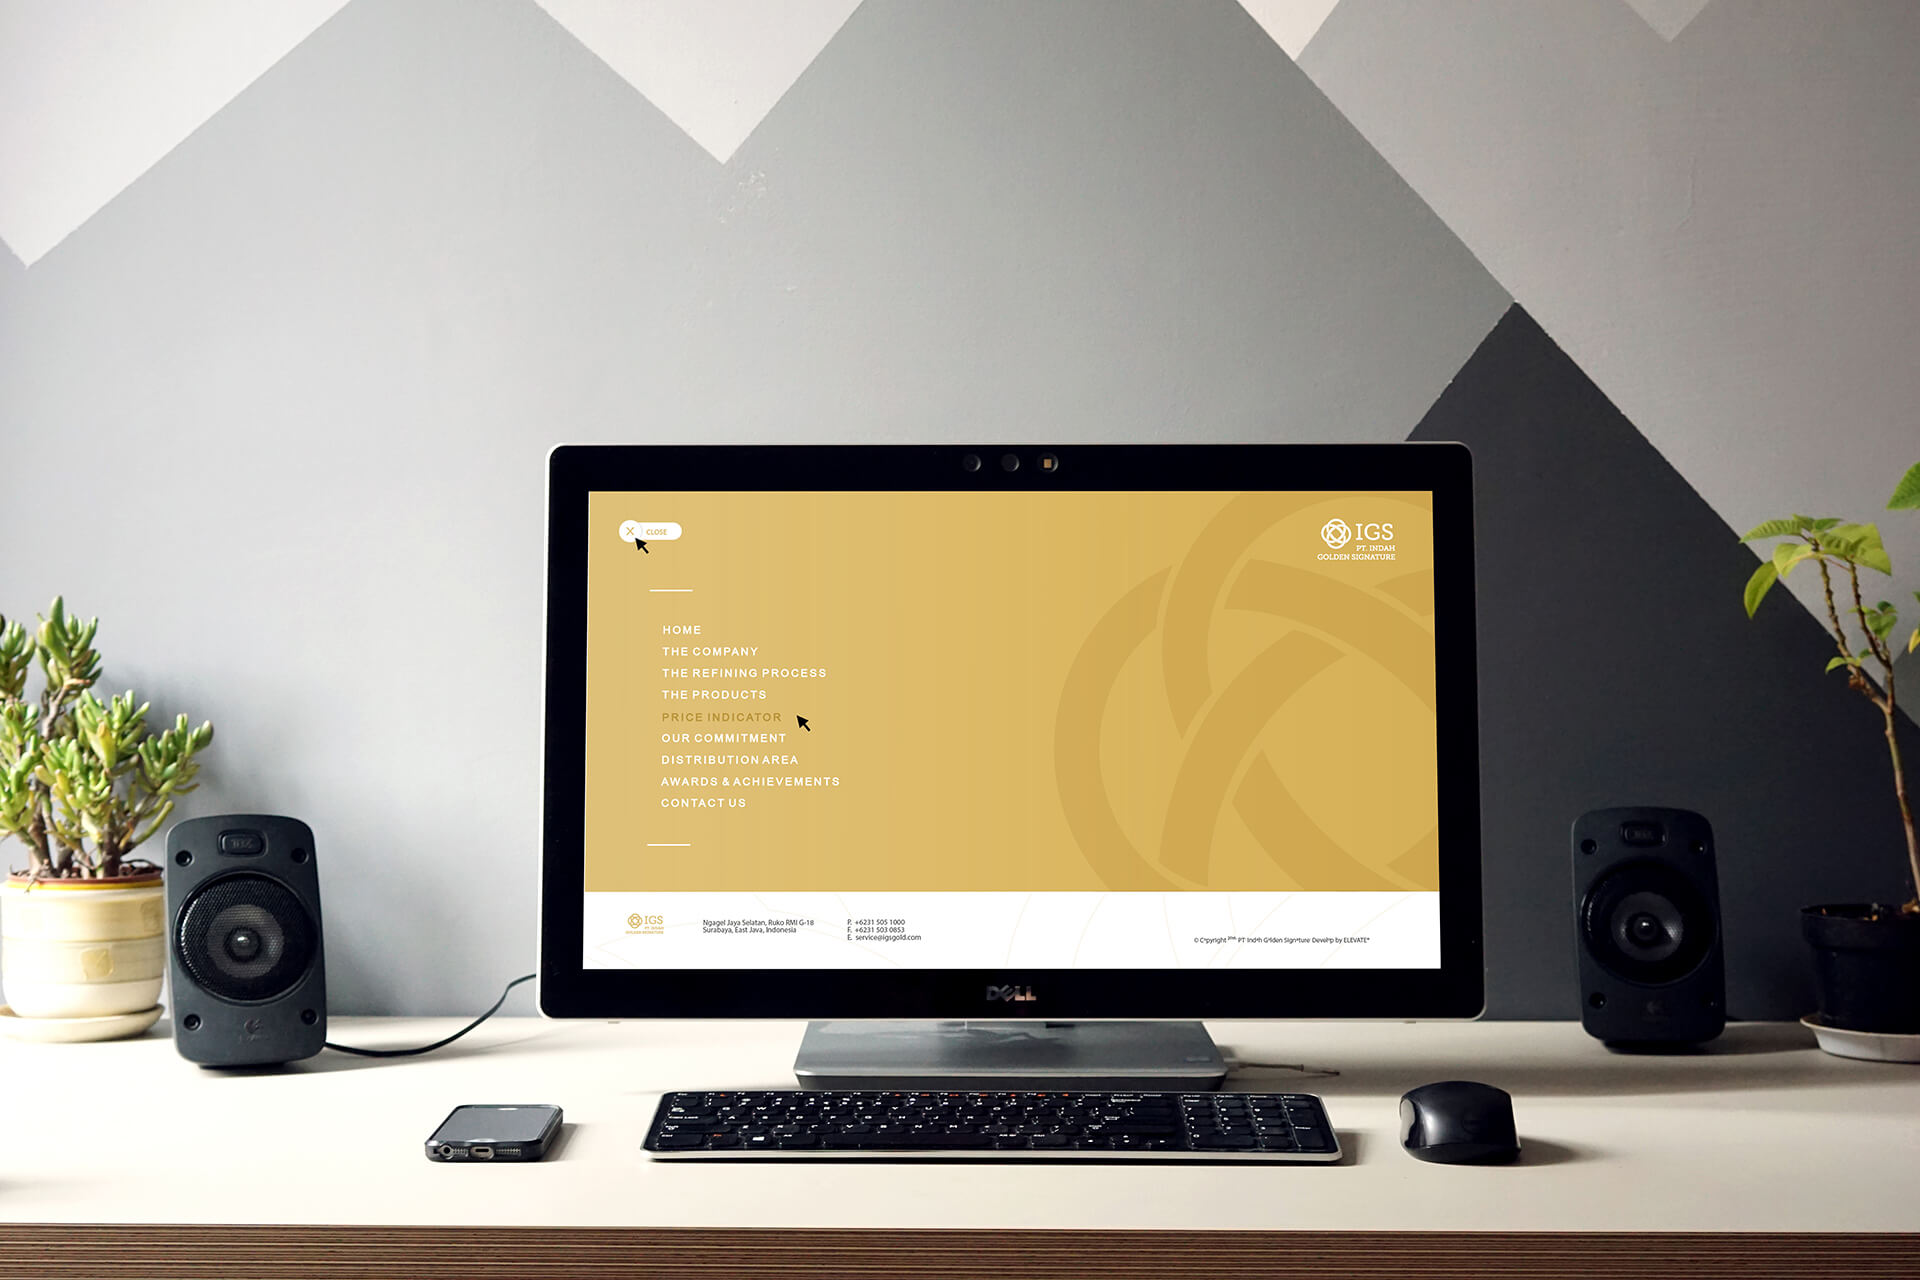 CLOSE
IGS
PT. INDAH
GOLDEN SIGNATURE
HOME
THE COMPANY
THE REFINING PROCESS
THE PRODUCTS
PRICE INDICATOR
OUR COMMITMENT
DISTRIBUTION AREA
AWARDS & ACHIEVEMENTS
CONTACT US
IGS
PT. INDAH
GOLDEN SIGNATURE
Ngagel Jaya Selatan, Ruko RMI G-18
Surabaya, East Java, Indonesia
P. +6231 505 1000
F. +6231 503 0853
E. service@igsgold.com
© Copyright PT Indah Golden Signature Develop by ELEVATE
DELL